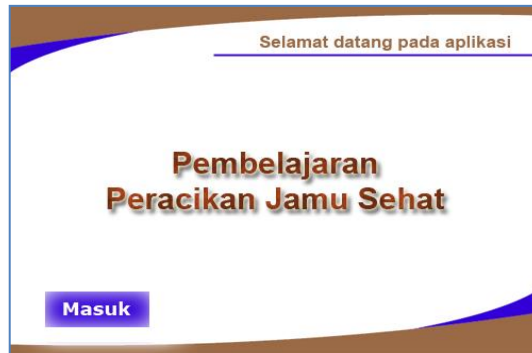 Selamat datang pada aplikasi
Pembelajaran
Peracikan Jamu Sehat
Masuk